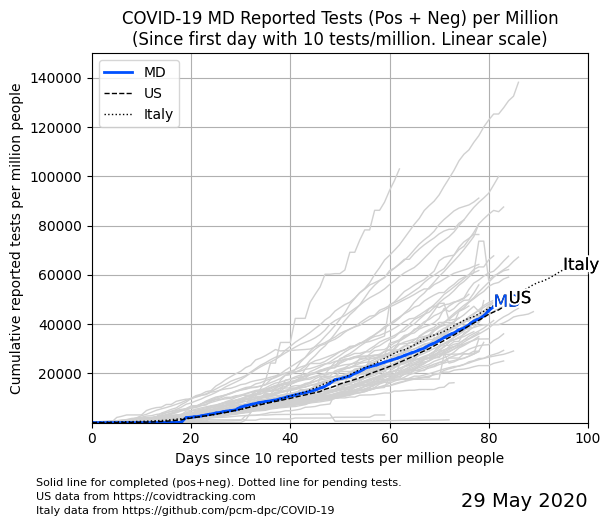 COVID-19 MD Reported Tests (Pos + Neg) per Million
(Since first day with 10 tests/million. Linear scale)
Cumulative reported tests per million people
140000
120000
100000
80000
60000
40000
20000
MD
US
Italy
Italy
MD
US
0
20
40
60
80
100
Days since 10 reported tests per million people
Solid line for completed (pos+neg). Dotted line for pending tests.
US data from https://covidtracking.com
Italy data from https://github.com/pcm-dpc/COVID-19
29 May 2020